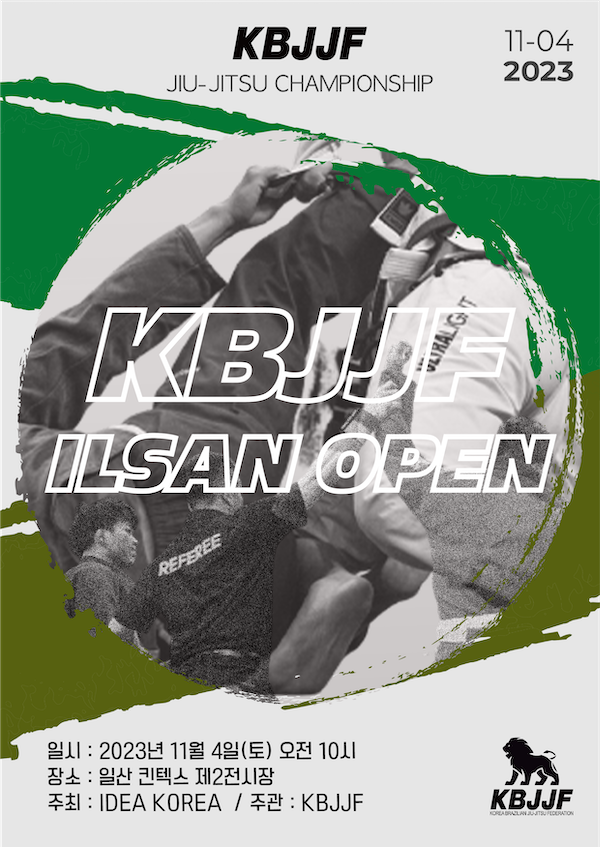 KBJJF
JIU-JITSU CHAMPIONSHIP
11-04
2023
ULTRALIGHT
KBJJF
ILSAN OPEN
REFEREE
일시 : 2023년 11월 4일(토) 오전 10시
장소 : 일산 킨텍스 제2전시장
주최 : IDEA KOREA / 주관 : KBJJF
KBJJF
KOREA BRAZILIAN JIU-JITSU FEDERATION